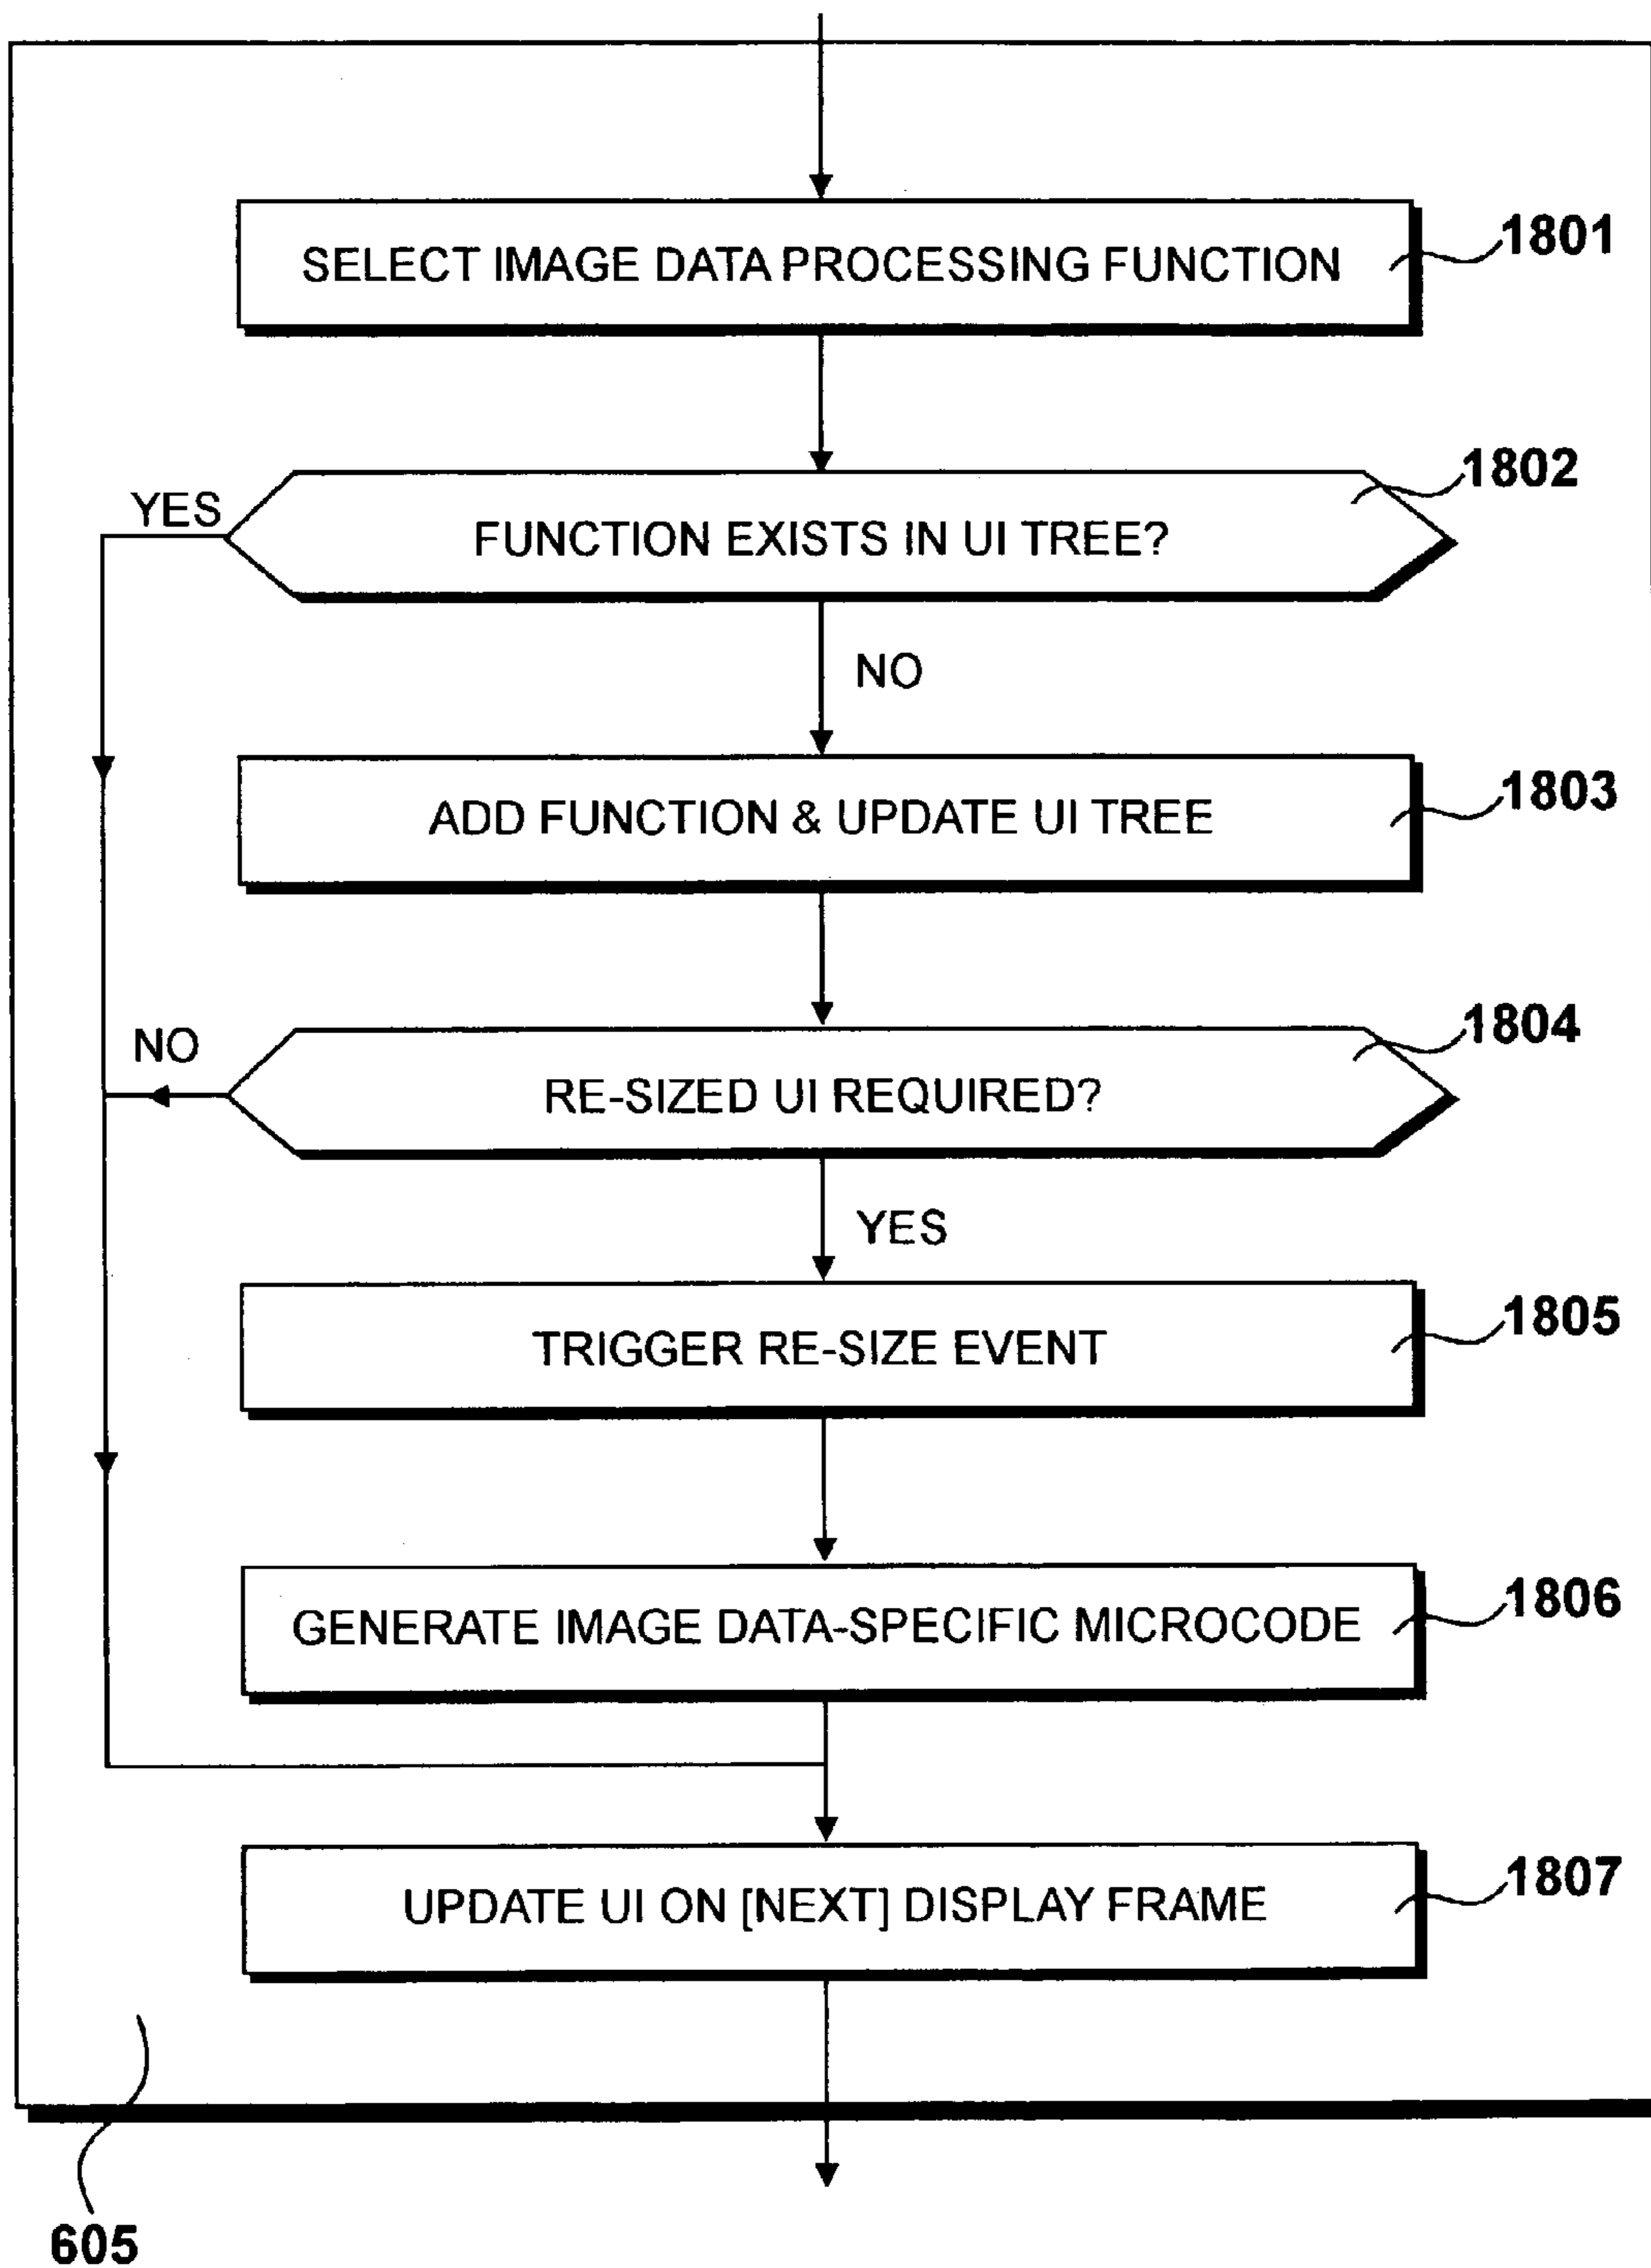 SELECT IMAGE DATA PROCESSING FUNCTION
1801
FUNCTION EXISTS IN UI TREE?
1802
YES
NO
ADD FUNCTION & UPDATE UI TREE
1803
RE-SIZED UI REQUIRED?
1804
NO
YES
TRIGGER RE-SIZE EVENT
1805
GENERATE IMAGE DATA-SPECIFIC MICROCODE
1806
UPDATE UI ON [NEXT] DISPLAY FRAME
1807
605